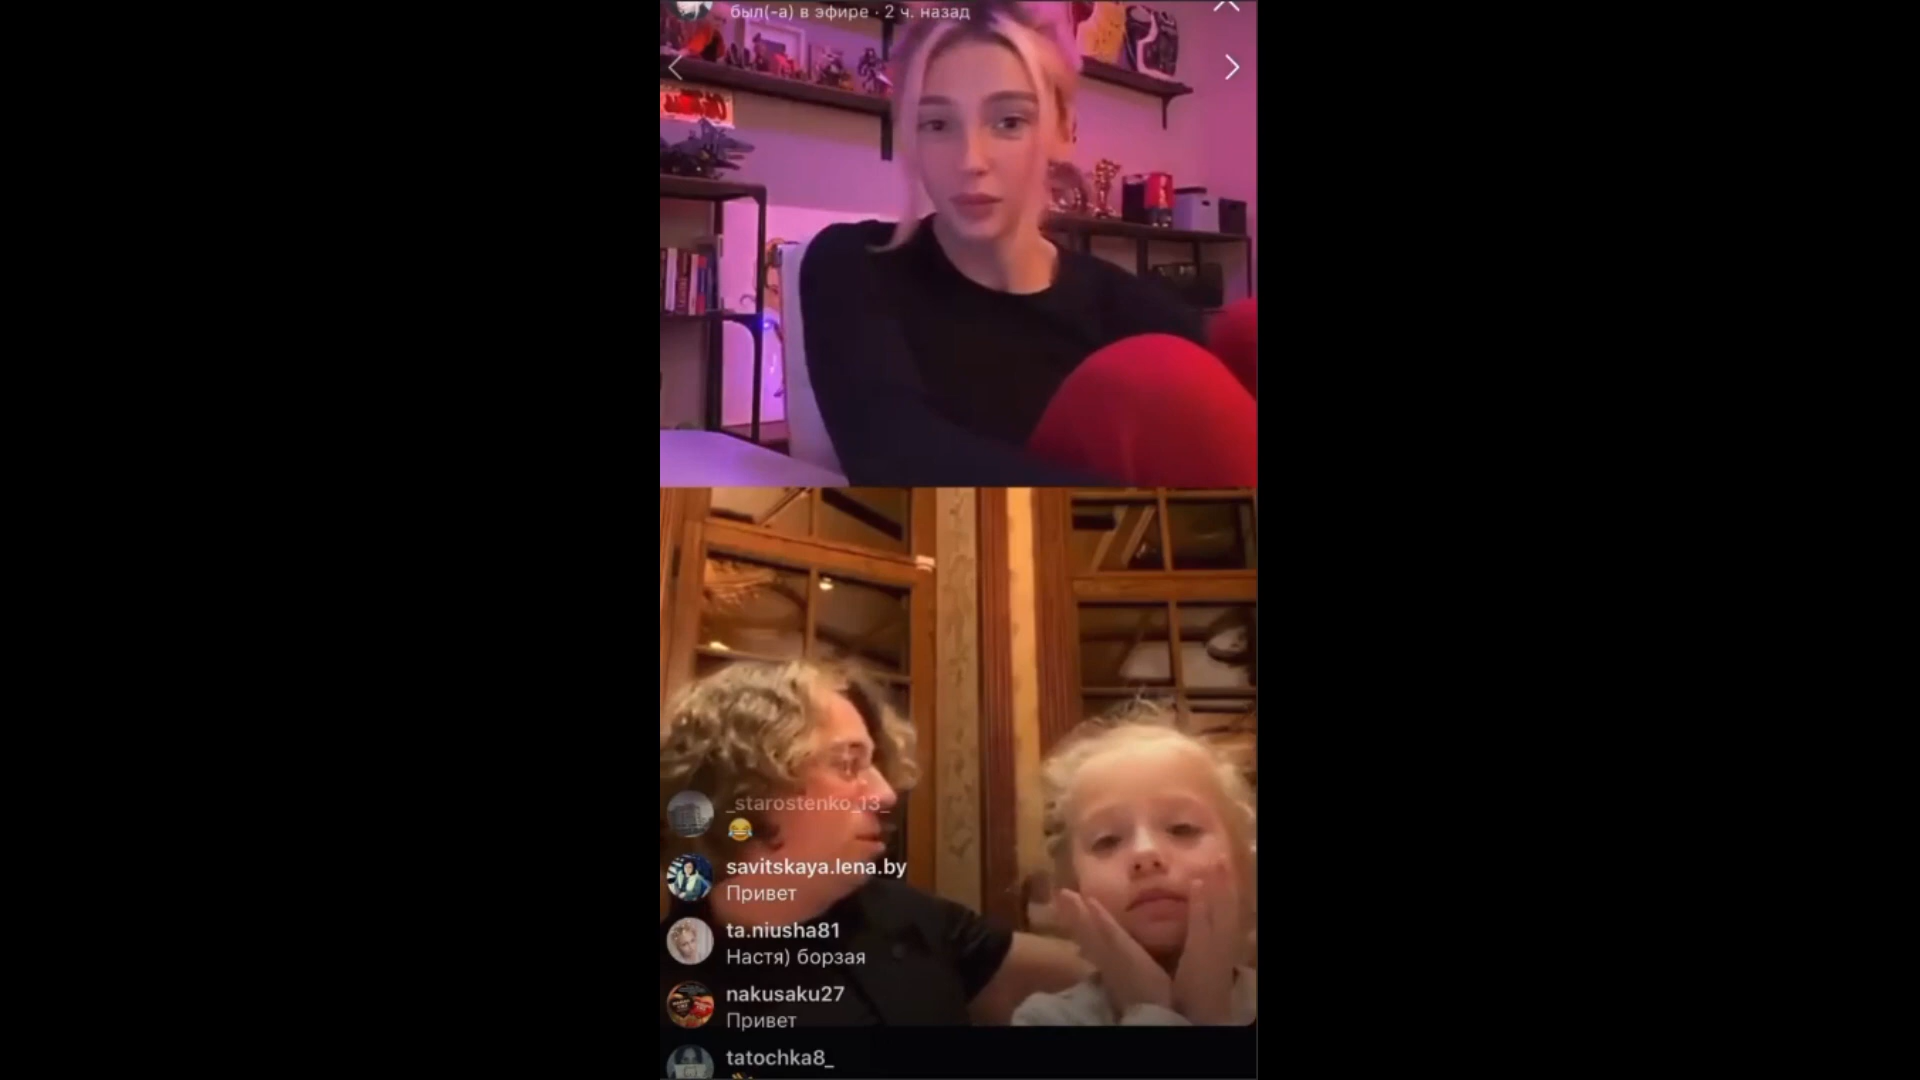 был(-а) в эфире · 2 ч. назад
_starostenko_13_
😂
savitskaya.lena.by
Привет
ta.niusha81
Настя) борзая
nakusaku27
Привет
tatochka8_